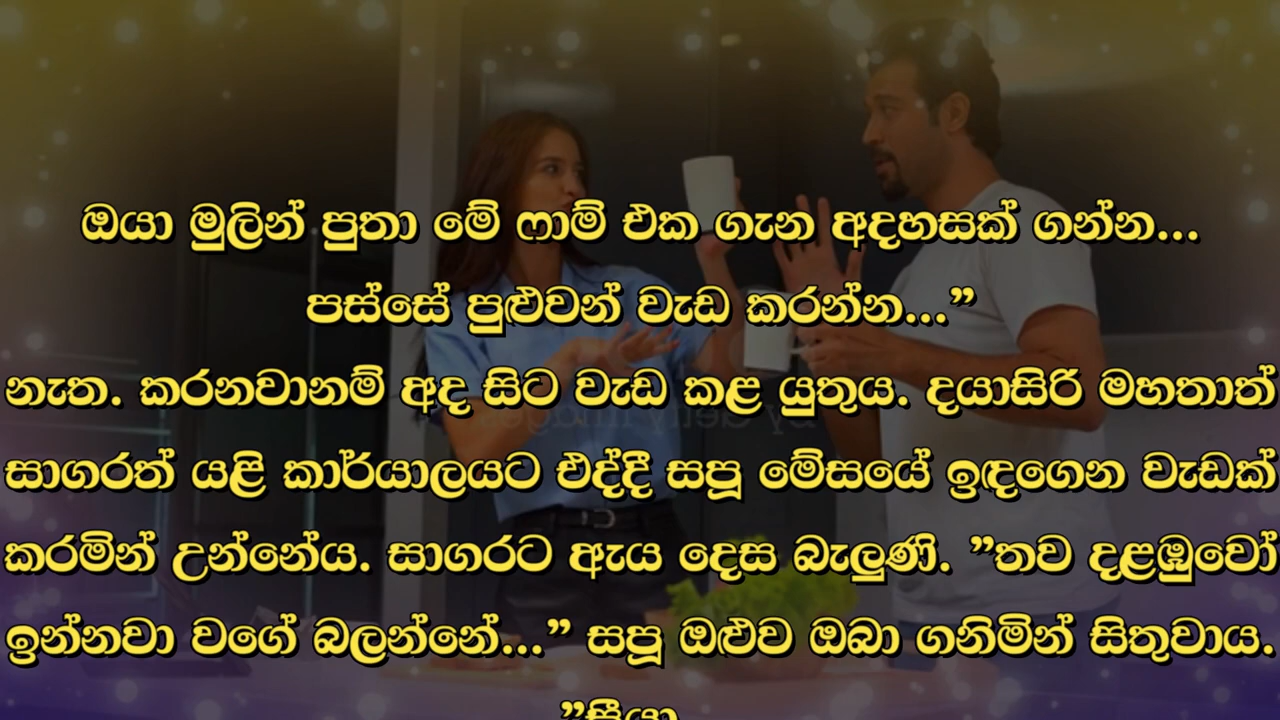 ඔයා මුලින් පුතා මේ ෆාම් එක ගැන අදහසක් ගන්න...
පස්සේ පුළුවන් වැඩ කරන්න...”
නැත. කරනවානම් අද සිට වැඩ කළ යුතුය. දයාසිරි මහතාත්
සාගරත් යළි කාර්යාලයට එද්දී සපූ මේසයේ ඉඳගෙන වැඩක්
කරමින් උන්නේය. සාගරට ඇය දෙස බැලුණි. ”තව දළඹුවෝ
ඉන්නවා වගේ බලන්නේ...” සපූ ඔළුව ඔබා ගනිමින් සිතුවාය.